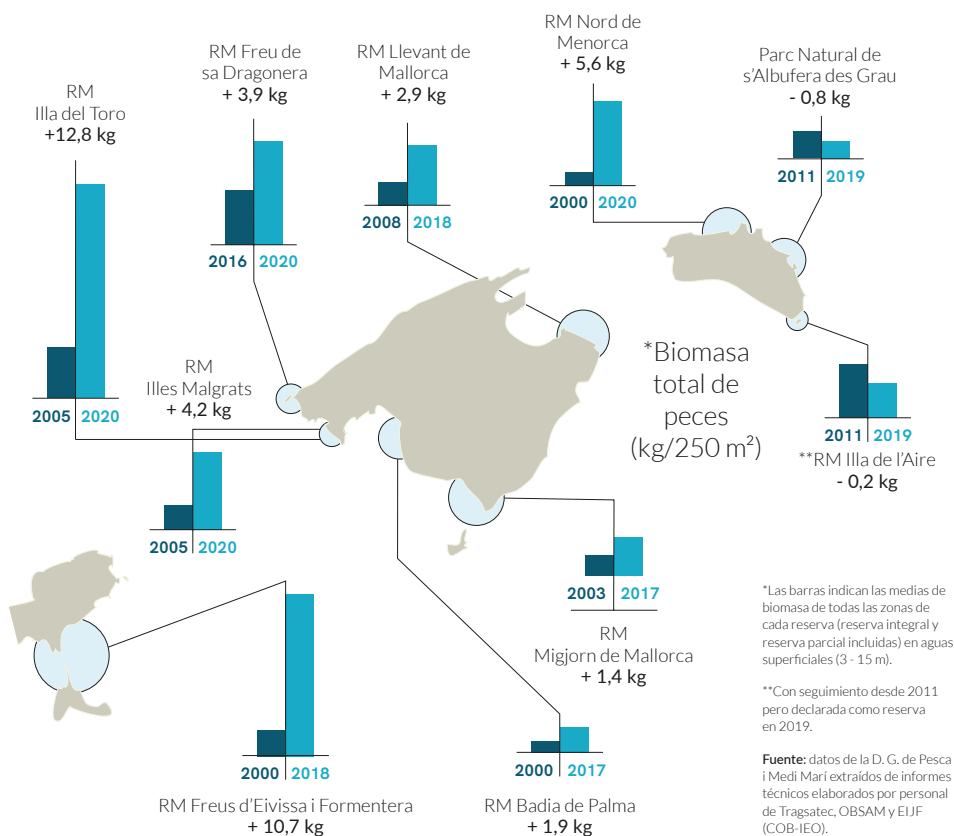 RM
Illa del Toro
+12,8 kg
2005 2020
RM Freu de
sa Dragonera
+ 3,9 kg
2016 2020
RM Llevant de
Mallorca
+ 2,9 kg
2008 2018
RM Nord de
Menorca
+ 5,6 kg
2000 2020
Parc Natural de
s'Albufera des Grau
- 0,8 kg
2011 2019
RM
Illes Malgrats
+ 4,2 kg
2005 2020
*Biomasa
total de
peces
(kg/250 m²)
2011 2019
**RM Illa de l'Aire
- 0,2 kg
2003 2017
RM
Migjorn de Mallorca
+ 1,4 kg
2000 2018
RM Freus d'Eivissa i Formentera
+ 10,7 kg
2000 2017
RM Badia de Palma
+ 1,9 kg
*Las barras indican las medias de
biomasa de todas las zonas de
cada reserva (reserva integral y
reserva parcial incluidas) en aguas
superficiales (3 - 15 m).
**Con seguimiento desde 2011
pero declarada como reserva
en 2019.
Fuente: datos de la D. G. de Pesca
i Medi Marí extraídos de informes
técnicos elaborados por personal
de Tragsatec, OBSAM y EIJF
(COB-IEO).